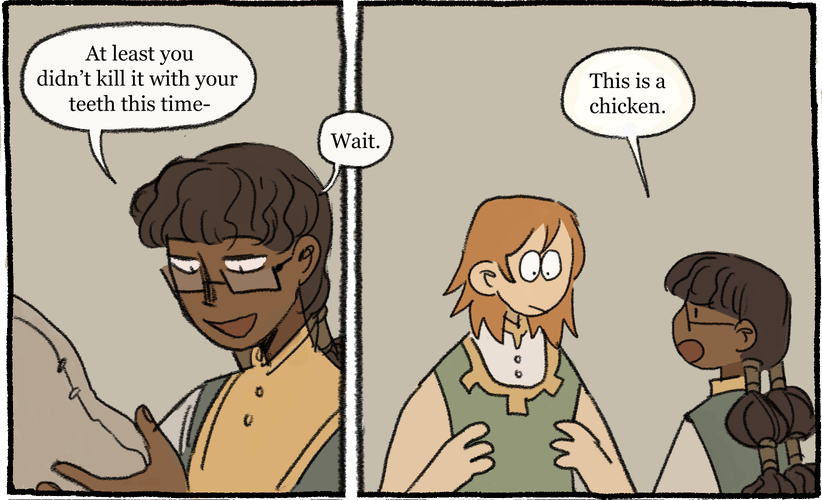 At least you
didn't kill it with your
teeth this time-
Wait.
This is a
chicken.